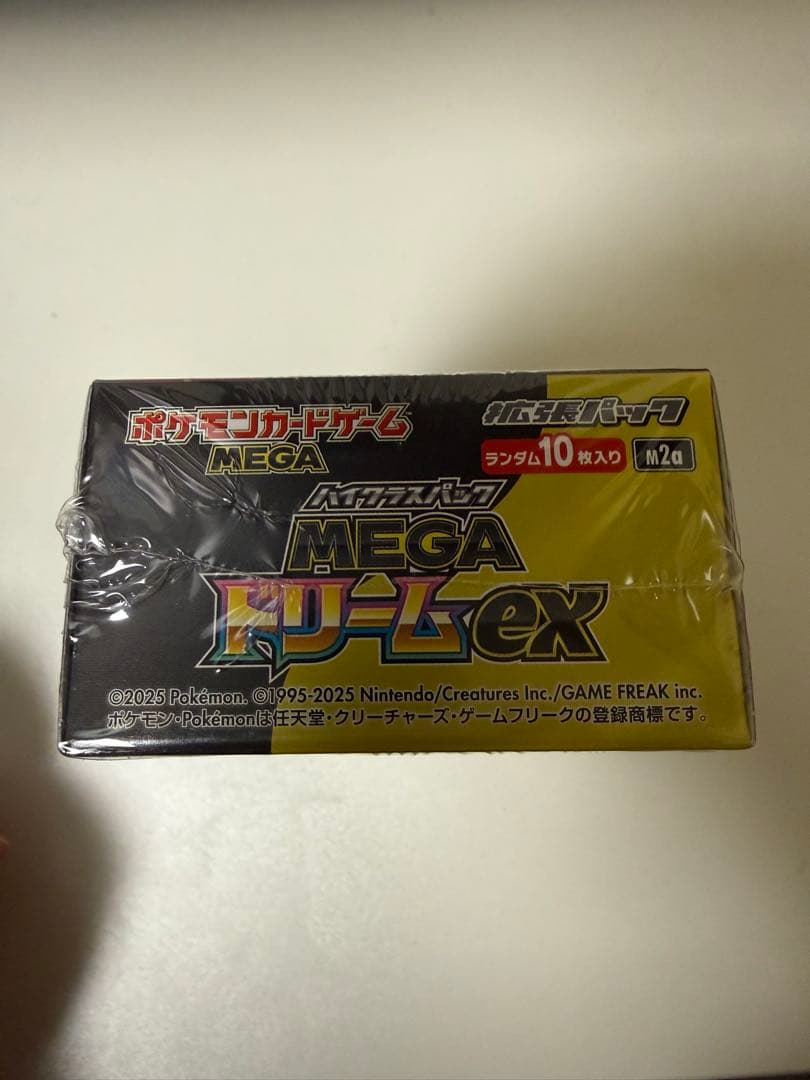 ポケモンカードゲーム
MEGA
拡張パック
ランダム10枚入り
M2a
ハイクラスパック
MEGA
ドリームex
©2025 Pokémon. ©1995-2025 Nintendo/Creatures Inc./GAME FREAK inc.
ポケモン・Pokémonは任天堂・クリーチャーズ・ゲームフリークの登録商標です。